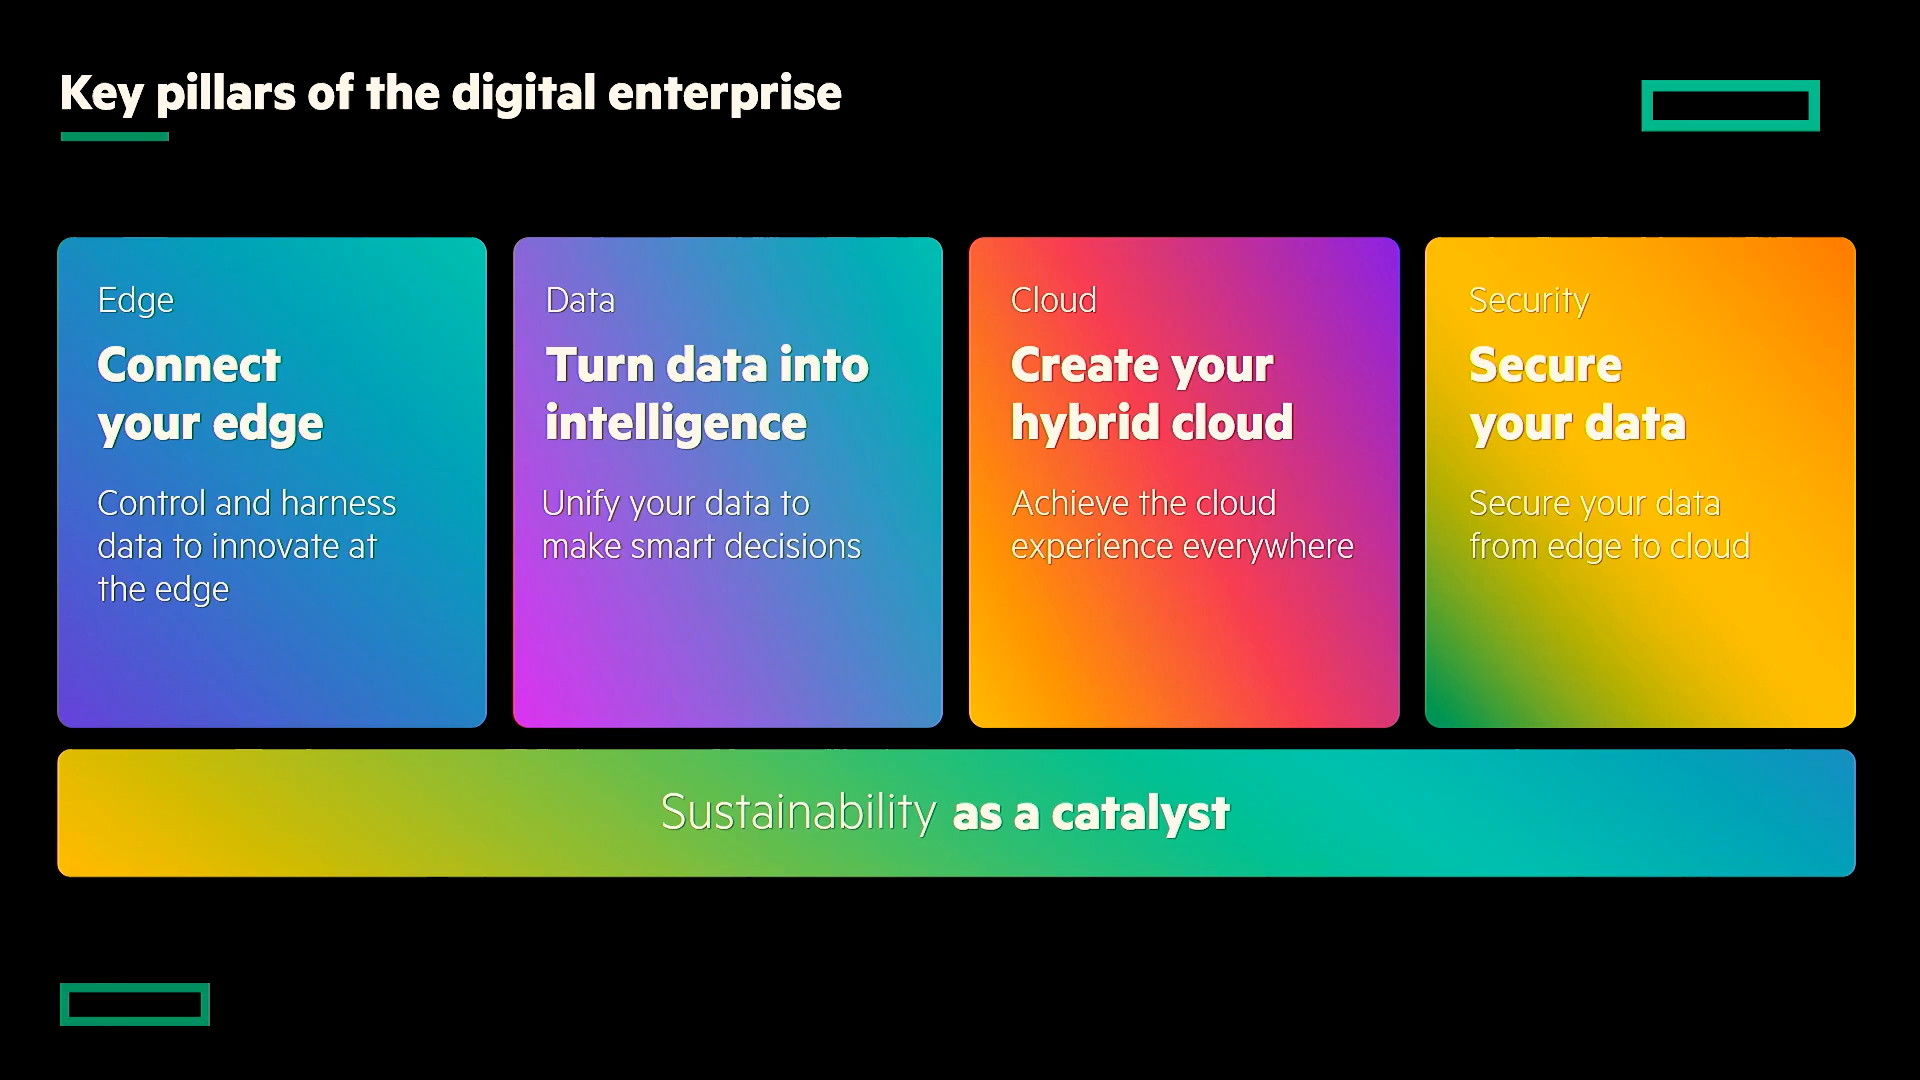 Key pillars of the digital enterprise
Edge
Connect
your edge
Control and harness
data to innovate at
the edge
Data
Turn data into
intelligence
Unify your data to
make smart decisions
Cloud
Create your
hybrid cloud
Achieve the cloud
experience everywhere
Security
Secure
your data
Secure your data
from edge to cloud
Sustainability as a catalyst